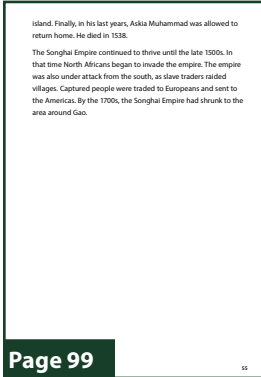 island. Finally, in his last years, Askia Muhammad was allowed to
return home. He died in 1538.
The Songhai Empire continued to thrive until the late 1500s. In
that time North Africans began to invade the empire. The empire
was also under attack from the south, as slave traders raided
villages. Captured people were traded to Europeans and sent to
the Americas. By the 1700s, the Songhai Empire had shrunk to the
area around Gao.
Page 99
55